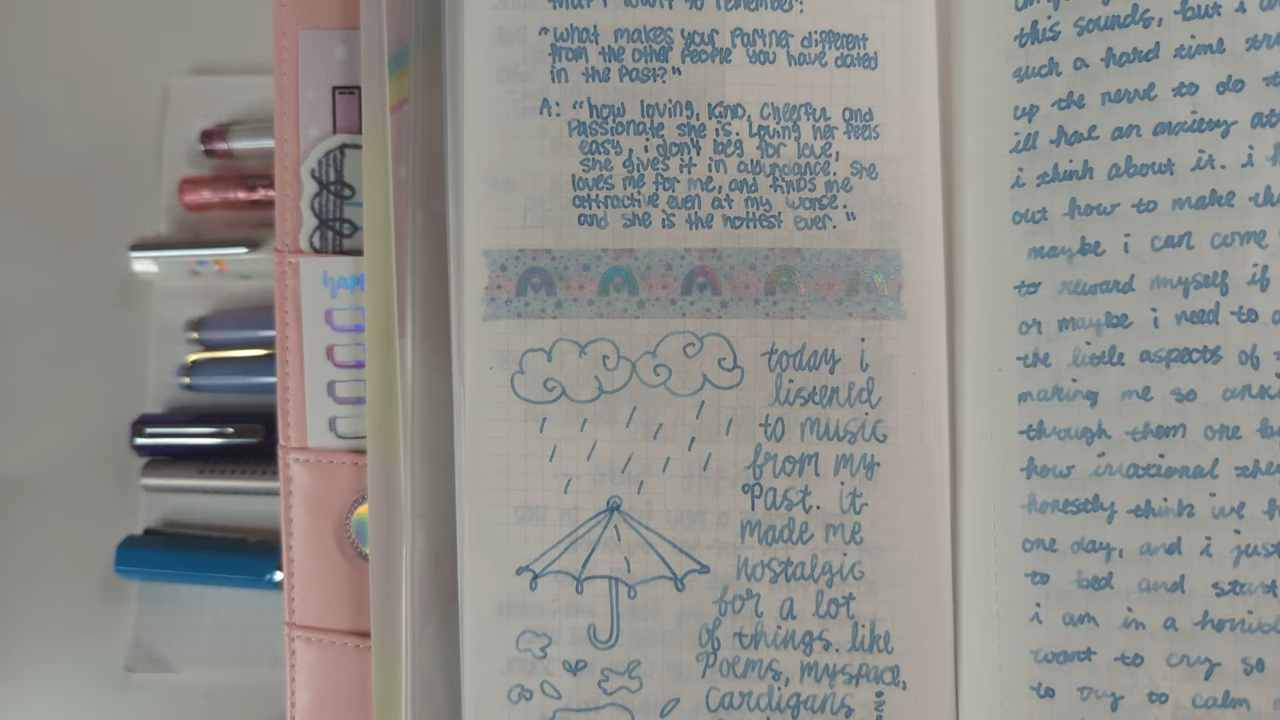 that i want to remember:
"what makes your partner different
from the other people you have dated
in the past?"
A: "how loving, kind, cheerful and
passionate she is. Loving her feels
easy, i don't beg for love,
she gives it in abundance. she
loves me for me, and finds me
attractive even at my worse.
and she is the hottest ever."
today i
listened
to music
from my
past. it
made me
nostalgic
for a lot
of things. like
poems, myspace,
cardigans
this sounds, but i
such a hard time
up the nerve to do
ill have an anxiety
i think about it. i
out how to make
maybe i can come
to reward myself if
or maybe i need to
the little aspects of
making me so
through them one
how irrational
honestly think ive
one day, and i just
to bed and start
i am in a
want to cry so
to try to calm